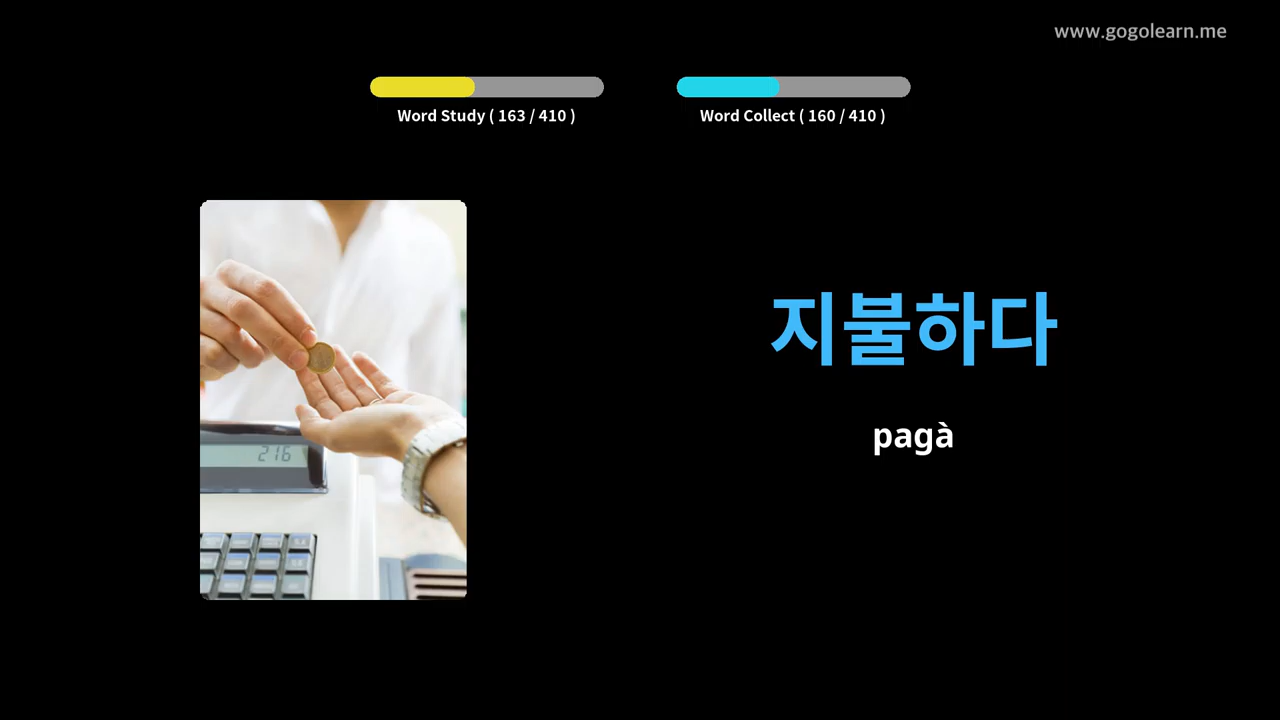 www.gogolearn.me
Word Study ( 163 / 410 )
Word Collect ( 160 / 410 )
지불하다
pagà
216